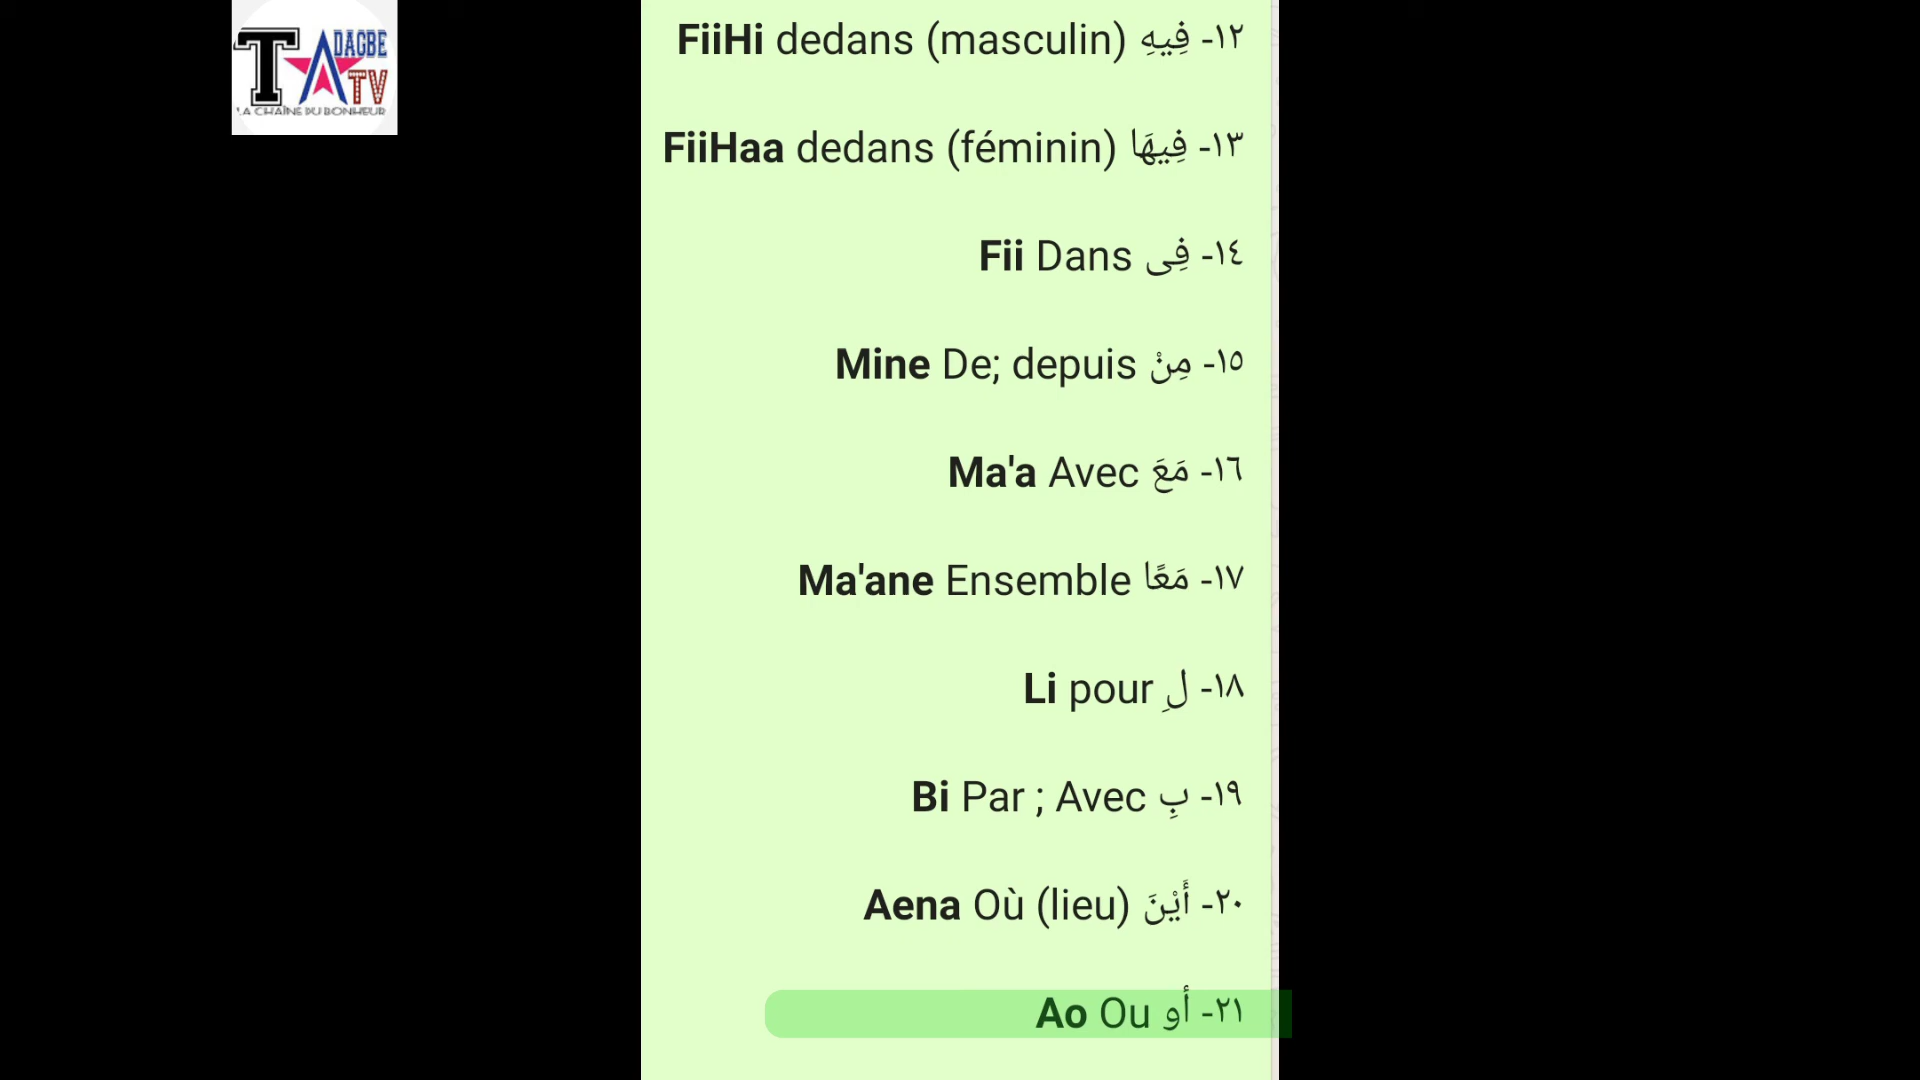 TADAGBE TV
LA CHAÎNE DU BONHEUR
١٢- فِيهِ FiiHi dedans (masculin)
١٣- فِيهَا FiiHaa dedans (féminin)
١٤- فِى Fii Dans
١٥- مِنْ Mine De; depuis
١٦- مَعَ Ma'a Avec
١٧- مَعًا Ma'ane Ensemble
١٨- لِ Li pour
١٩- بِ Bi Par ; Avec
٢٠- أَيْنَ Aena Où (lieu)
٢١- أو Ao Ou